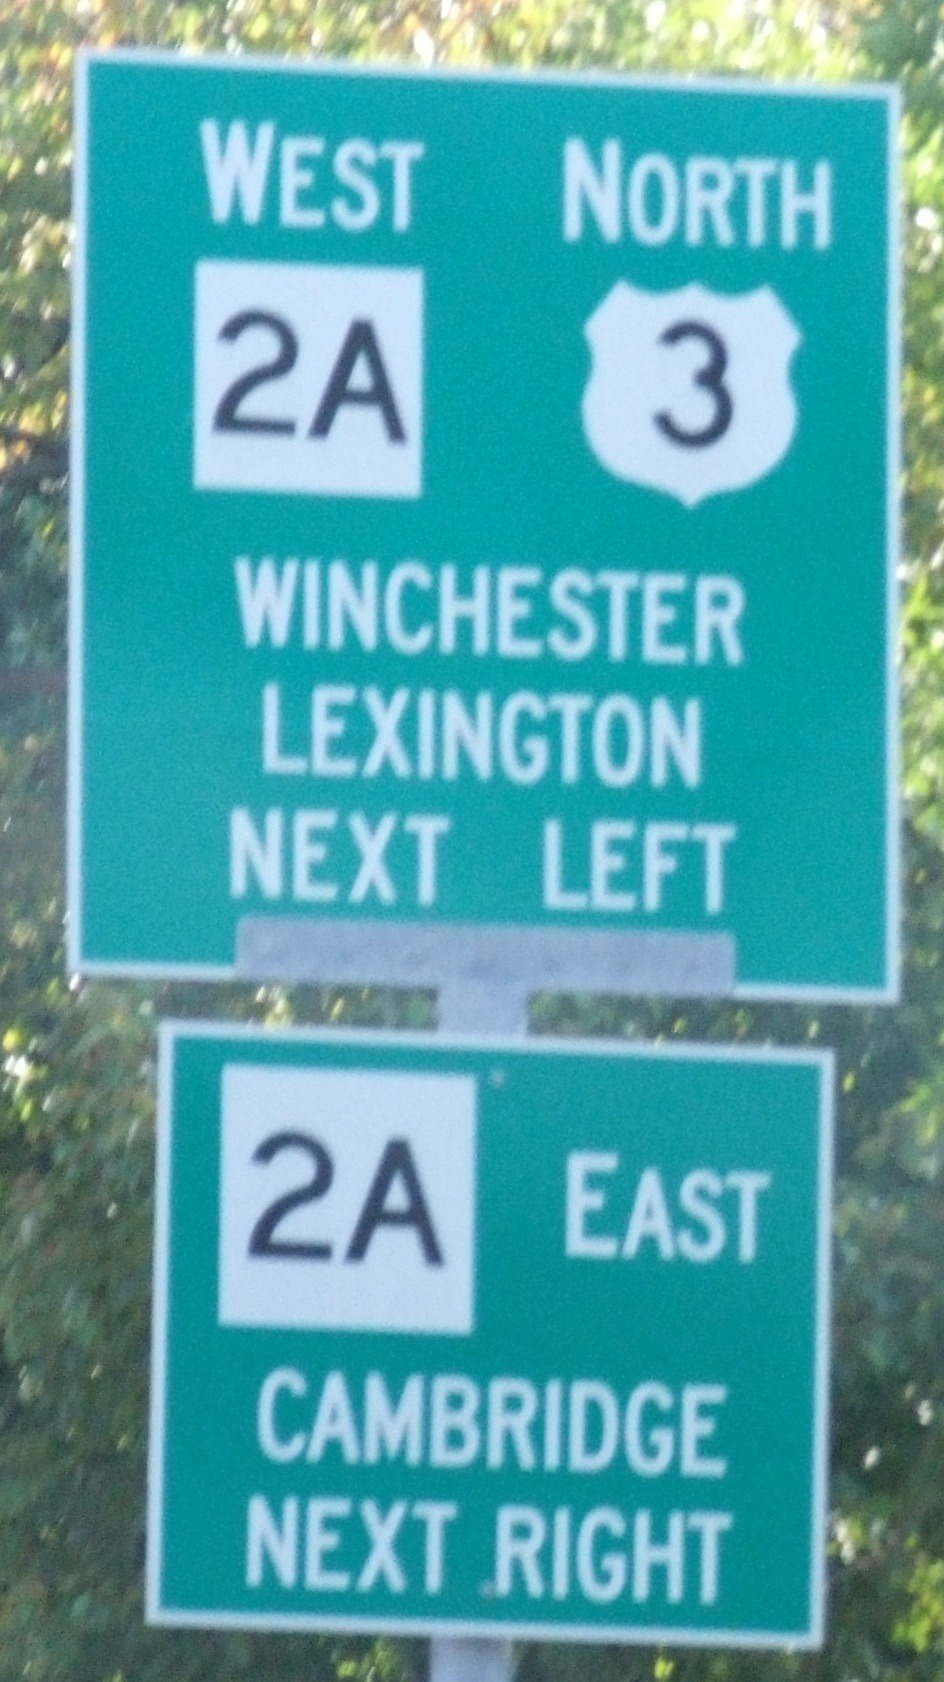 WEST NORTH
2A 3
WINCHESTER
LEXINGTON
NEXT LEFT
2A EAST
CAMBRIDGE
NEXT RIGHT